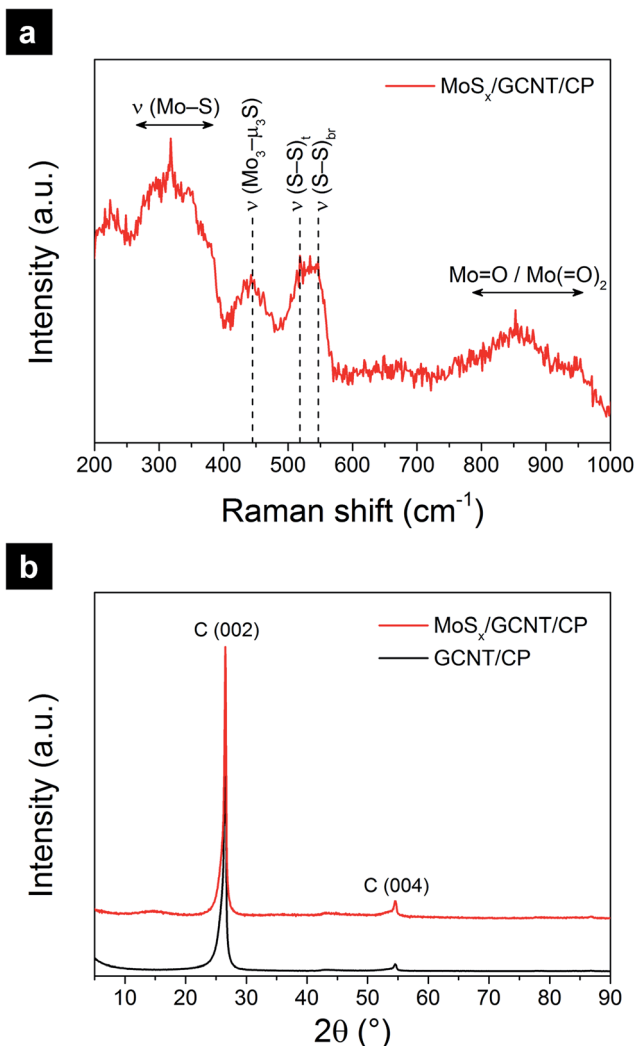 a
MoSₓ/GCNT/CP
ν (Mo–S)
ν (Mo₃–μ₃S)
ν (S–S)ₜ
ν (S–S)br
Mo=O / Mo(=O)₂
Intensity (a.u.)
200 300 400 500 600 700 800 900 1000
Raman shift (cm⁻¹)
b
C (002)
MoSₓ/GCNT/CP
GCNT/CP
C (004)
Intensity (a.u.)
10 20 30 40 50 60 70 80 90
2θ (°)